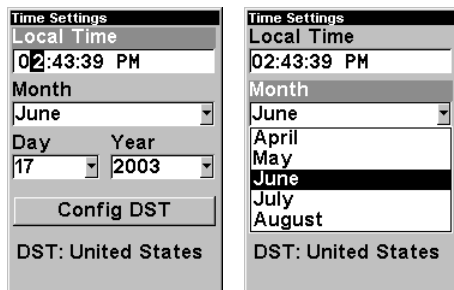 Time Settings
Local Time
02:43:39 PM
Month
June
Day Year
17 2003
Config DST
DST: United States
Time Settings
Local Time
02:43:39 PM
Month
June
April
May
June
July
August
DST: United States